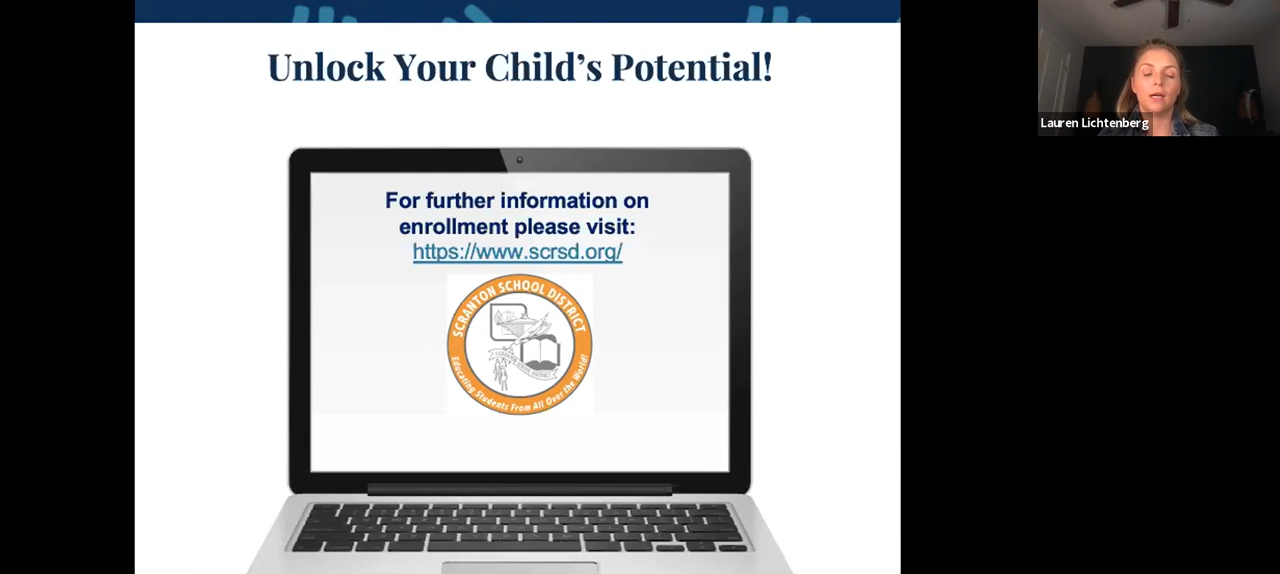 Unlock Your Child's Potential!
Lauren Lichtenberg
For further information on
enrollment please visit:
https://www.scrsd.org/
SCRANTON SCHOOL DISTRICT
Educating Students From All Over the World!